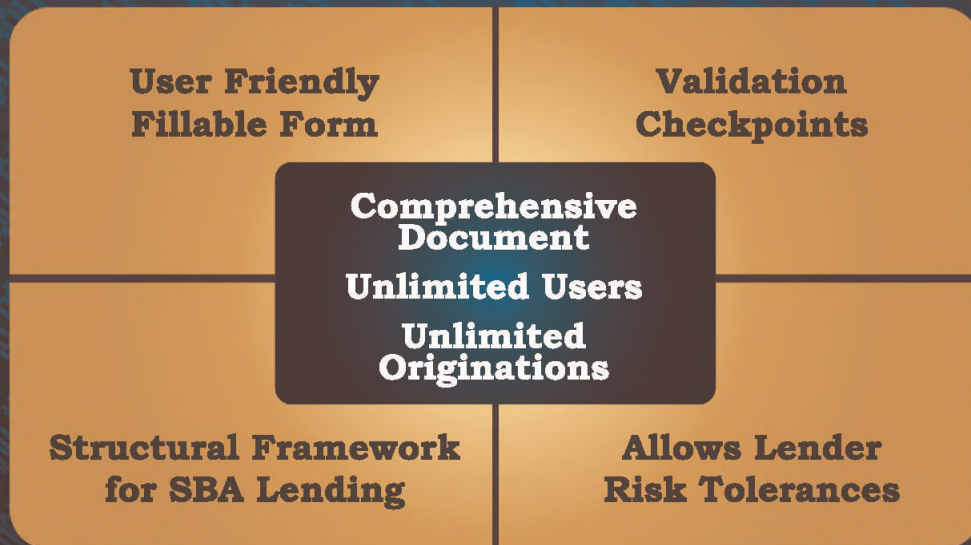 User Friendly
Fillable Form
Validation
Checkpoints
Comprehensive
Document
Unlimited Users
Unlimited
Originations
Structural Framework
for SBA Lending
Allows Lender
Risk Tolerances